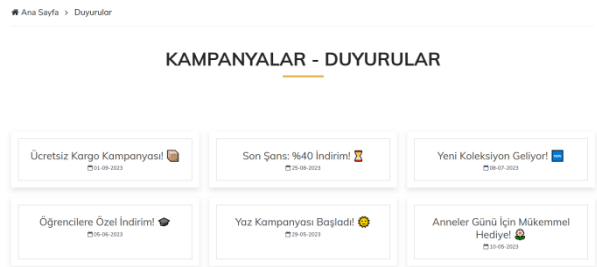 Ana Sayfa > Duyurular
KAMPANYALAR - DUYURULAR
Ücretsiz Kargo Kampanyası!
01-09-2023
Son Şans: %40 İndirim!
25-08-2023
Yeni Koleksiyon Geliyor!
08-07-2023
Öğrencilere Özel İndirim!
05-06-2023
Yaz Kampanyası Başladı!
29-05-2023
Anneler Günü İçin Mükemmel
Hediye!
10-05-2023